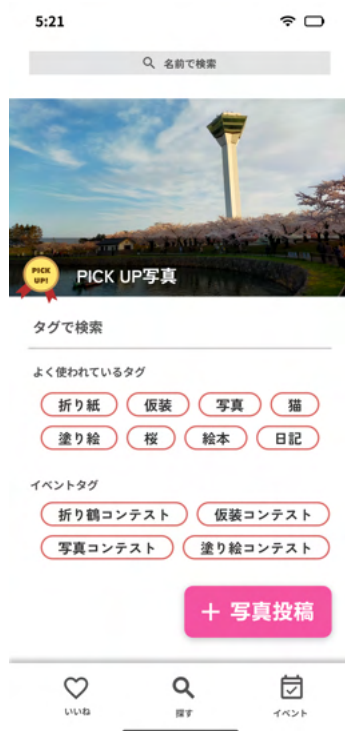 5:21
名前で検索
PICK
UP!
PICK UP写真
タグで検索
よく使われているタグ
折り紙 仮装 写真 猫
塗り絵 桜 絵本 日記
イベントタグ
折り鶴コンテスト 仮装コンテスト
写真コンテスト 塗り絵コンテスト
+ 写真投稿
いいね 探す イベント